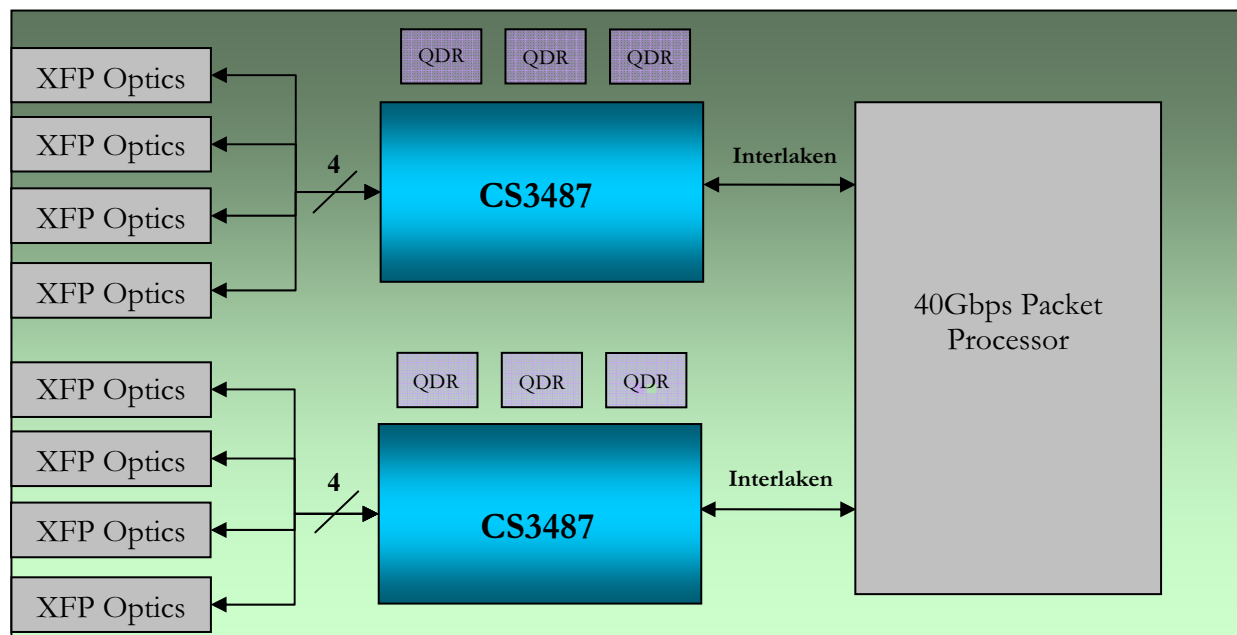 QDR QDR QDR
XFP Optics
XFP Optics
XFP Optics
XFP Optics
4
CS3487
Interlaken
40Gbps Packet
Processor
QDR QDR QDR
XFP Optics
XFP Optics
XFP Optics
XFP Optics
4
CS3487
Interlaken